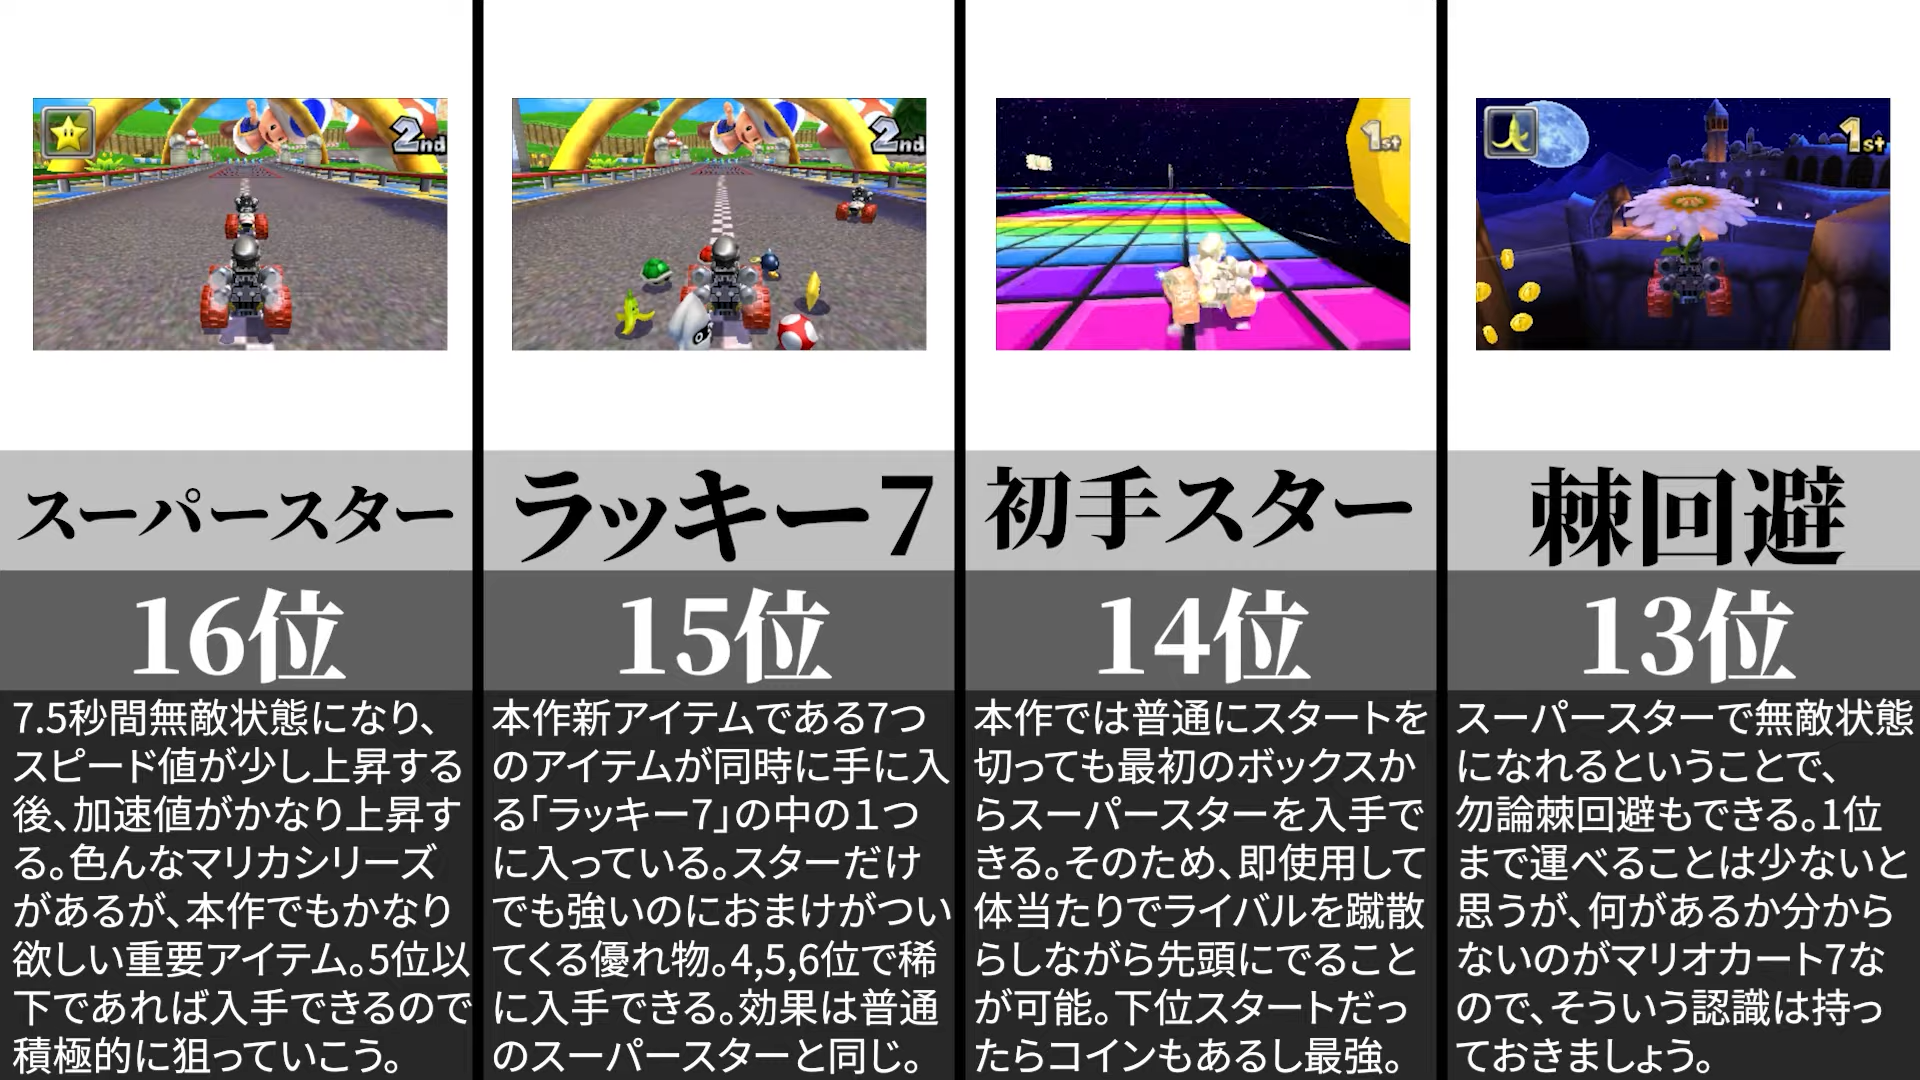 2nd
2nd
1st
1st
スーパースター
16位
7.5秒間無敵状態になり、
スピード値が少し上昇する
後、加速値がかなり上昇す
る。色んなマリカシリーズ
があるが、本作でもかなり
欲しい重要アイテム。5位以
下であれば入手できるので
積極的に狙っていこう。
ラッキー7
15位
本作新アイテムである7つ
のアイテムが同時に手に入
る「ラッキー7」の中の1つ
に入っている。スターだけ
でも強いのにおまけがつい
てくる優れ物。4,5,6位で稀
に入手できる。効果は普通
のスーパースターと同じ。
初手スター
14位
本作では普通にスタートを
切っても最初のボックスか
らスーパースターを入手で
きる。そのため、即使用して
体当たりでライバルを蹴散
らしながら先頭にでること
が可能。下位スタートだっ
たらコインもあるし最強。
棘回避
13位
スーパースターで無敵状態
になれるということで、
勿論棘回避もできる。1位
まで運べることは少ないと
思うが、何があるか分から
ないのがマリオカート7な
ので、そういう認識は持っ
ておきましょう。